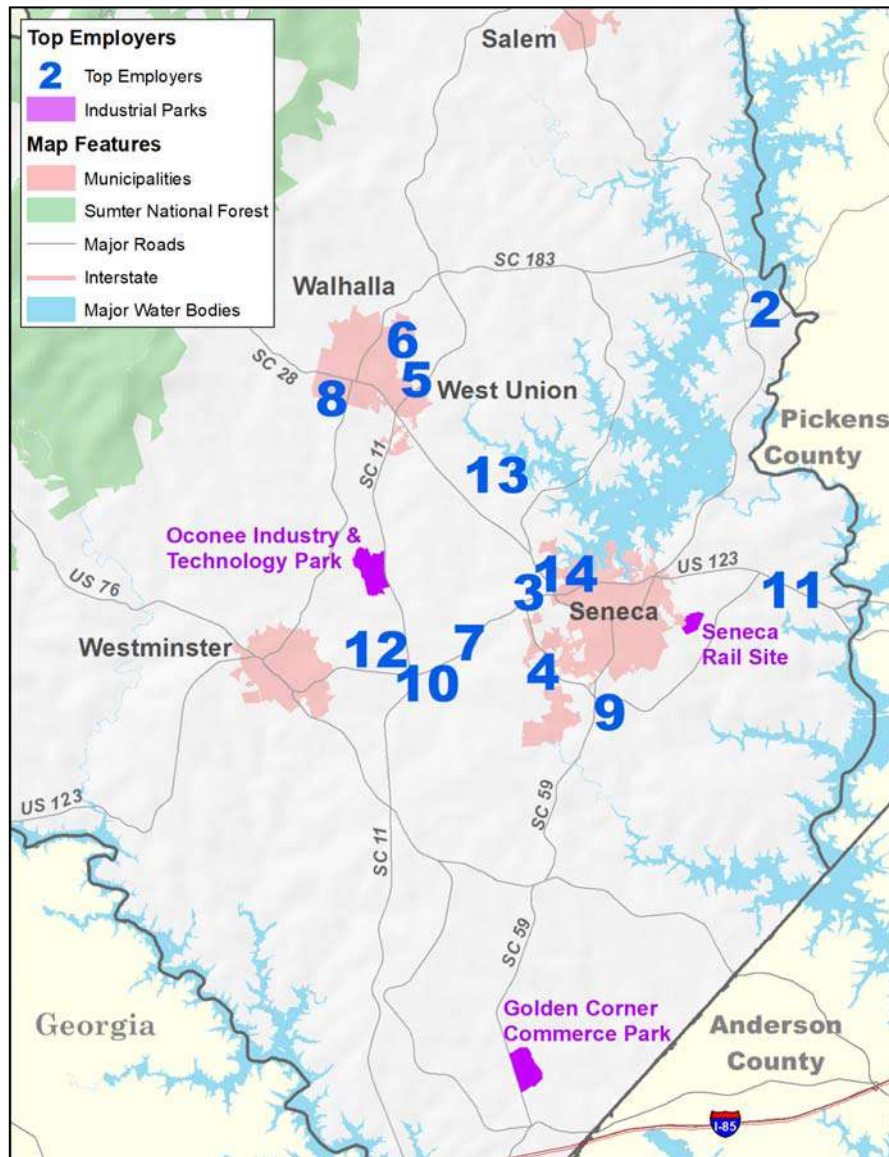 Top Employers
2 Top Employers
Industrial Parks
Map Features
Municipalities
Sumter National Forest
Major Roads
Interstate
Major Water Bodies
Salem
SC 183
Walhalla
2
6
SC 28
5
8
West Union
Pickens
County
SC 11
13
Oconee Industry &
Technology Park
US 76
14
US 123
3
11
Seneca
Seneca
Rail Site
Westminster
12
7
10
4
9
US 123
SC 59
SC 11
SC 59
Golden Corner
Commerce Park
Georgia
Anderson
County
I-85